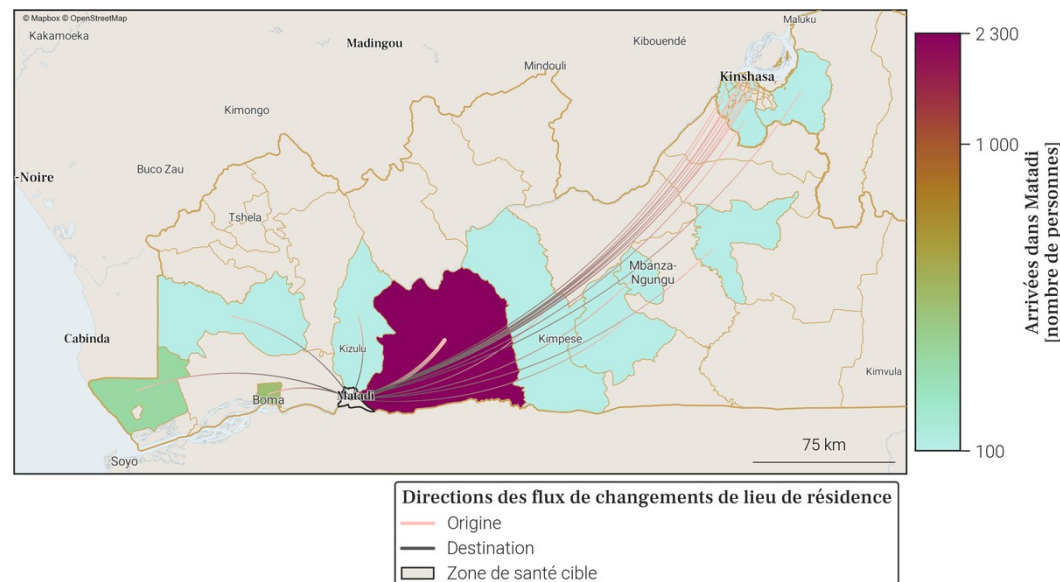 © Mapbox © OpenStreetMap
Kakamoeka
Madingou
Kibouendé
Maluku
Mindouli
Kinshasa
Kimongo
Buco Zau
-Noire
Tshela
Mbanza-
Ngungu
Cabinda
Kizulu
Kimpese
Kimvula
Matadi
Boma
Soyo
75 km
2 300
1 000
100
Arrivées dans Matadi
[nombre de personnes]
Directions des flux de changements de lieu de résidence
Origine
Destination
Zone de santé cible